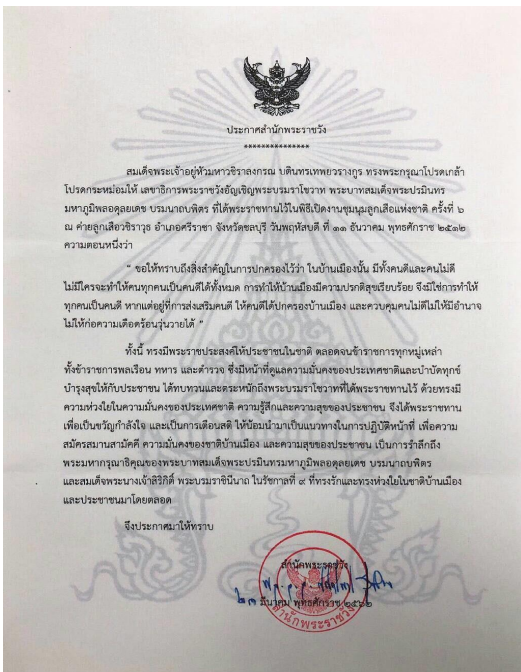 ประกาศสำนักพระราชวัง
***************
สมเด็จพระเจ้าอยู่หัวมหาวชิราลงกรณ บดินทรเทพยวรางกูร ทรงพระกรุณาโปรดเกล้า
โปรดกระหม่อมให้ เลขาธิการพระราชวังอัญเชิญพระบรมราโชวาท พระบาทสมเด็จพระปรมินทร
มหาภูมิพลอดุลยเดช บรมนาถบพิตร ที่ได้พระราชทานไว้ในพิธีเปิดงานชุมนุมลูกเสือแห่งชาติ ครั้งที่ ๖
ณ ค่ายลูกเสือวชิราวุธ อำเภอศรีราชา จังหวัดชลบุรี วันพฤหัสบดี ที่ ๑๑ ธันวาคม พุทธศักราช ๒๕๑๒
ความตอนหนึ่งว่า
" ขอให้ทราบถึงสิ่งสำคัญในการปกครองไว้ว่า ในบ้านเมืองนั้น มีทั้งคนดีและคนไม่ดี
ไม่มีใครจะทำให้คนทุกคนเป็นคนดีได้ทั้งหมด การทำให้บ้านเมืองมีความปรกติสุขเรียบร้อย จึงมิใช่การทำให้
ทุกคนเป็นคนดี หากแต่อยู่ที่การส่งเสริมคนดี ให้คนดีได้ปกครองบ้านเมือง และควบคุมคนไม่ดีไม่ให้มีอำนาจ
ไม่ให้ก่อความเดือดร้อนวุ่นวายได้ "
ทั้งนี้ ทรงมีพระราชประสงค์ให้ประชาชนในชาติ ตลอดจนข้าราชการทุกหมู่เหล่า
ทั้งข้าราชการพลเรือน ทหาร และตำรวจ ซึ่งมีหน้าที่ดูแลความมั่นคงของประเทศชาติและบำบัดทุกข์
บำรุงสุขให้กับประชาชน ได้ทบทวนและตระหนักถึงพระบรมราโชวาทที่ได้พระราชทานไว้ ด้วยทรงมี
ความห่วงใยในความมั่นคงของประเทศชาติ ความรู้สึกและความสุขของประชาชน จึงได้พระราชทาน
เพื่อเป็นขวัญกำลังใจ และเป็นการเตือนสติ ให้น้อมนำมาเป็นแนวทางในการปฏิบัติหน้าที่ เพื่อความ
สมัครสมานสามัคคี ความมั่นคงของชาติบ้านเมือง และความสุขของประชาชน เป็นการรำลึกถึง
พระมหากรุณาธิคุณของพระบาทสมเด็จพระปรมินทรมหาภูมิพลอดุลยเดช บรมนาถบพิตร
และสมเด็จพระนางเจ้าสิริกิติ์ พระบรมราชินีนาถ ในรัชกาลที่ ๙ ที่ทรงรักและทรงห่วงใยในชาติบ้านเมือง
และประชาชนมาโดยตลอด
จึงประกาศมาให้ทราบ
สำนักพระราชวัง
๒๓ มีนาคม พุทธศักราช ๒๕๖๒
สำนักพระราชวัง